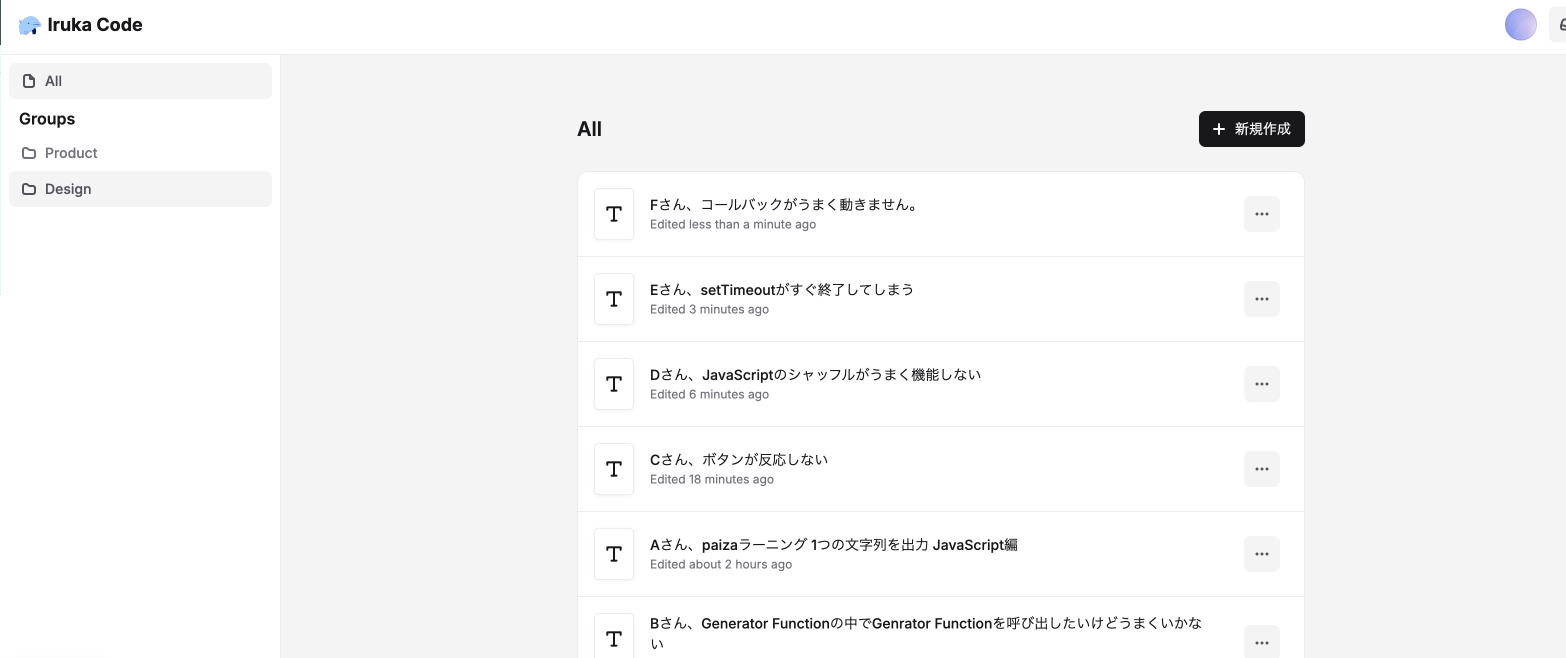 Iruka Code
All
Groups
Product
Design
All
+ 新規作成
T
Fさん、コールバックがうまく動きません。
Edited less than a minute ago
T
Eさん、setTimeoutがすぐ終了してしまう
Edited 3 minutes ago
T
Dさん、JavaScriptのシャッフルがうまく機能しない
Edited 6 minutes ago
T
Cさん、ボタンが反応しない
Edited 18 minutes ago
T
Aさん、paizaラーニング 1つの文字列を出力 JavaScript編
Edited about 2 hours ago
T
Bさん、Generator Functionの中でGenrator Functionを呼び出したいけどうまくいかな
い